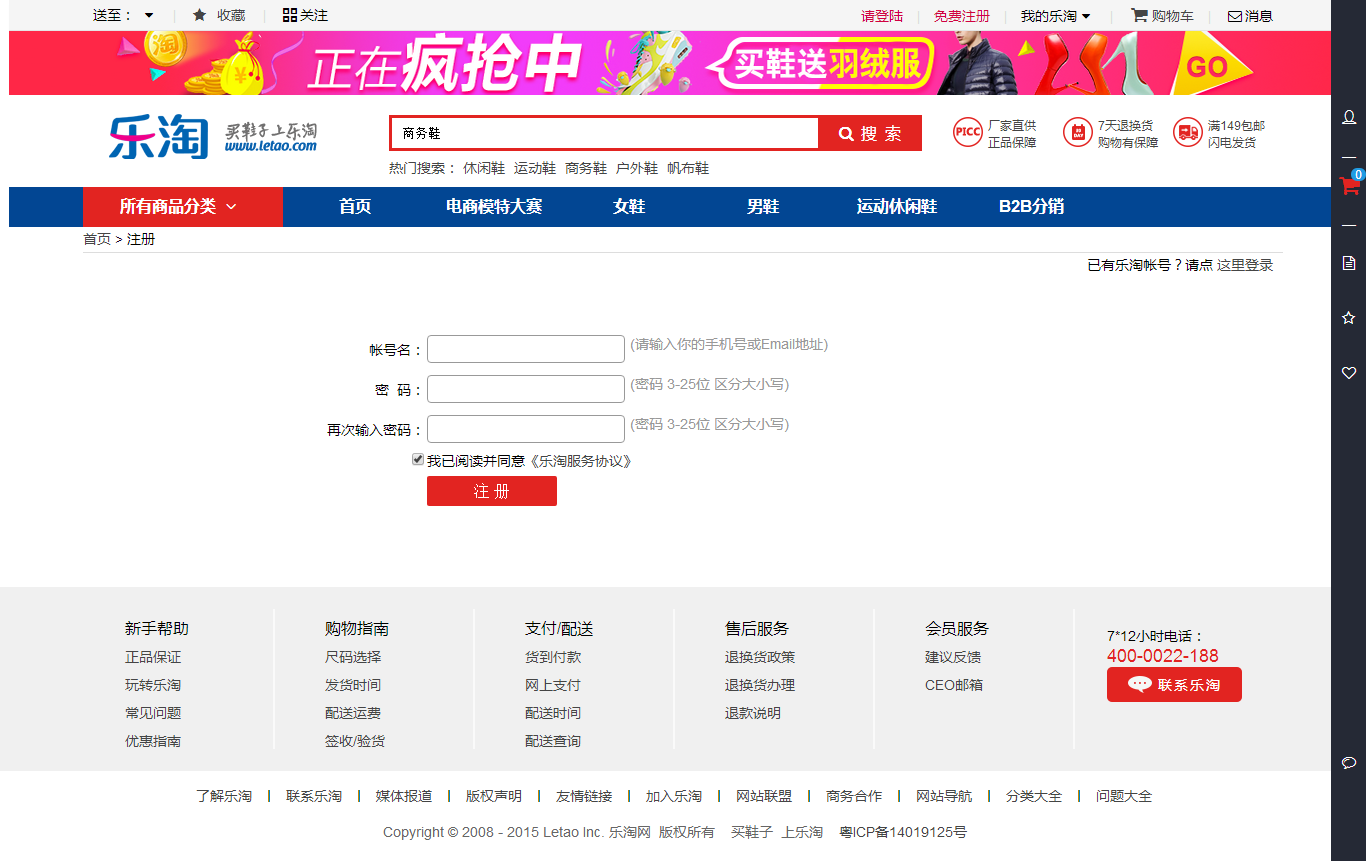 送至： 收藏 关注 请登陆 免费注册 我的乐淘 购物车 消息
正在疯抢中 买鞋送羽绒服 GO
乐淘 买鞋子上乐淘 www.letao.com
商务鞋 搜 索
热门搜索： 休闲鞋 运动鞋 商务鞋 户外鞋 帆布鞋
PICC 厂家直供 正品保障
7天退换货 购物有保障
满149包邮 闪电发货
0
所有商品分类 首页 电商模特大赛 女鞋 男鞋 运动休闲鞋 B2B分销
首页 > 注册
已有乐淘帐号？请点 这里登录
帐号名： (请输入你的手机号或Email地址)
密 码： (密码 3-25位 区分大小写)
再次输入密码： (密码 3-25位 区分大小写)
我已阅读并同意《乐淘服务协议》
注 册
新手帮助
正品保证
玩转乐淘
常见问题
优惠指南
购物指南
尺码选择
发货时间
配送运费
签收/验货
支付/配送
货到付款
网上支付
配送时间
配送查询
售后服务
退换货政策
退换货办理
退款说明
会员服务
建议反馈
CEO邮箱
7*12小时电话：
400-0022-188
联系乐淘
了解乐淘 联系乐淘 媒体报道 版权声明 友情链接 加入乐淘 网站联盟 商务合作 网站导航 分类大全 问题大全
Copyright © 2008 - 2015 Letao Inc. 乐淘网 版权所有 买鞋子 上乐淘 粤ICP备14019125号